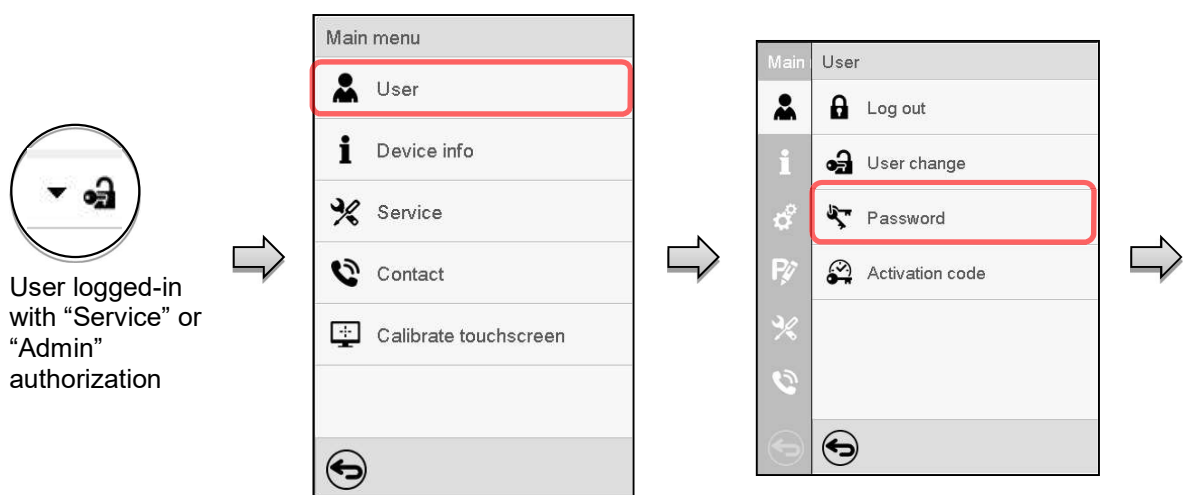 User logged-in
with “Service” or
“Admin”
authorization
Main menu
User
Device info
Service
Contact
Calibrate touchscreen
Main
User
Log out
User change
Password
Activation code